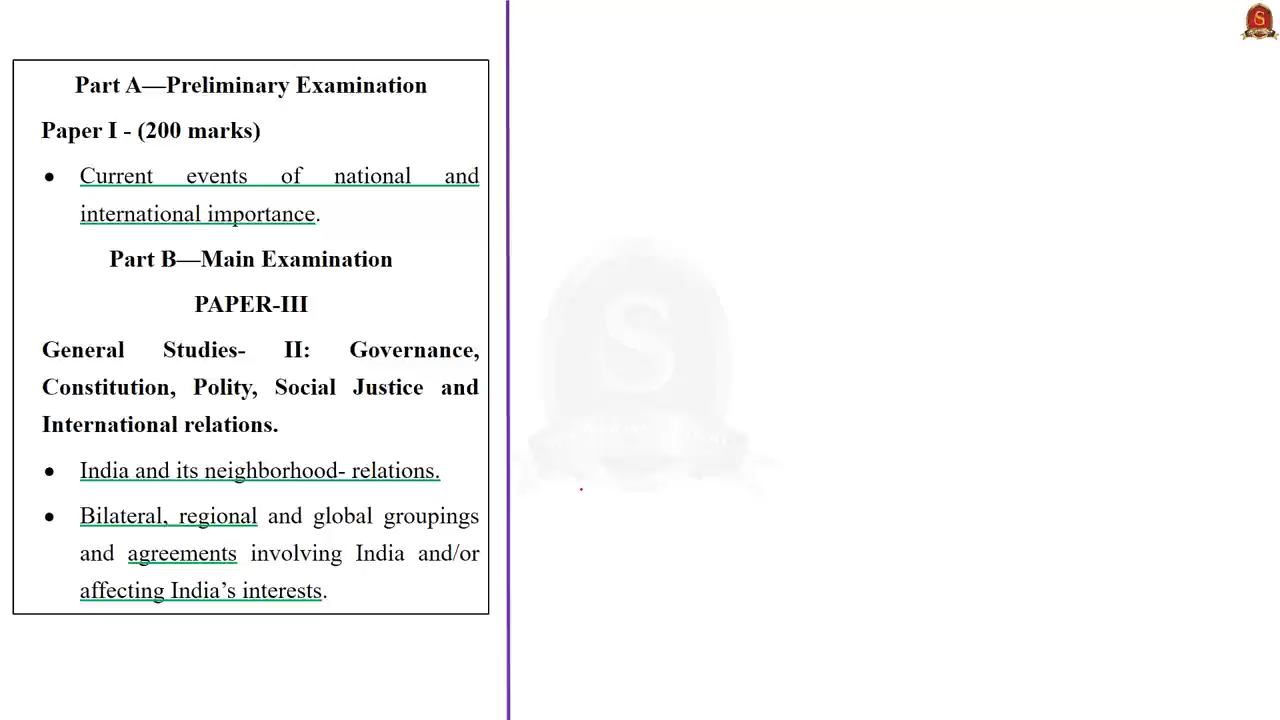 Part A—Preliminary Examination
Paper I - (200 marks)
• Current events of national and
international importance.
Part B—Main Examination
PAPER-III
General Studies- II: Governance,
Constitution, Polity, Social Justice and
International relations.
• India and its neighborhood- relations.
• Bilateral, regional and global groupings
and agreements involving India and/or
affecting India’s interests.
S
S